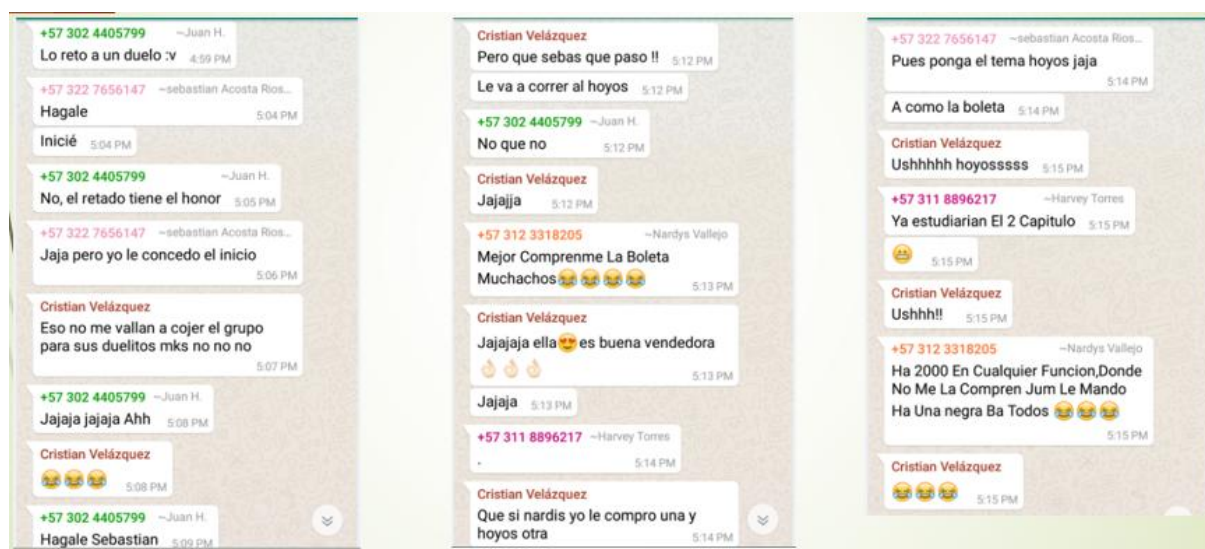 +57 302 4405799 ~Juan H.
Lo reto a un duelo :v 4:59 PM
+57 322 7656147 ~sebastian Acosta Rios...
Hagale 5:04 PM
Inicié 5:04 PM
+57 302 4405799 ~Juan H.
No, el retado tiene el honor 5:05 PM
+57 322 7656147 ~sebastian Acosta Rios...
Jaja pero yo le concedo el inicio
5:06 PM
Cristian Velázquez
Eso no me vallan a cojer el grupo
para sus duelitos mks no no no
5:07 PM
+57 302 4405799 ~Juan H.
Jajaja jajaja Ahh 5:08 PM
Cristian Velázquez
😂😂😂 5:08 PM
+57 302 4405799 ~Juan H.
Hagale Sebastian 5:09 PM
Cristian Velázquez
Pero que sebas que paso !! 5:12 PM
Le va a correr al hoyos 5:12 PM
+57 302 4405799 ~Juan H.
No que no 5:12 PM
Cristian Velázquez
Jajajja 5:12 PM
+57 312 3318205 ~Nardys Vallejo
Mejor Comprenme La Boleta
Muchachos😂😂😂😂 5:13 PM
Cristian Velázquez
Jajajaja ella😍es buena vendedora
👌🏻👌🏻👌🏻 5:13 PM
Jajaja 5:13 PM
+57 311 8896217 ~Harvey Torres
. 5:14 PM
Cristian Velázquez
Que si nardis yo le compro una y
hoyos otra 5:14 PM
+57 322 7656147 ~sebastian Acosta Rios...
Pues ponga el tema hoyos jaja
5:14 PM
A como la boleta 5:14 PM
Cristian Velázquez
Ushhhhh hoyosssss 5:15 PM
+57 311 8896217 ~Harvey Torres
Ya estudiarian El 2 Capitulo 5:15 PM
😬 5:15 PM
Cristian Velázquez
Ushhh!! 5:15 PM
+57 312 3318205 ~Nardys Vallejo
Ha 2000 En Cualquier Funcion,Donde
No Me La Compren Jum Le Mando
Ha Una negra Ba Todos 😂😂😂
5:15 PM
Cristian Velázquez
😂😂😂 5:15 PM